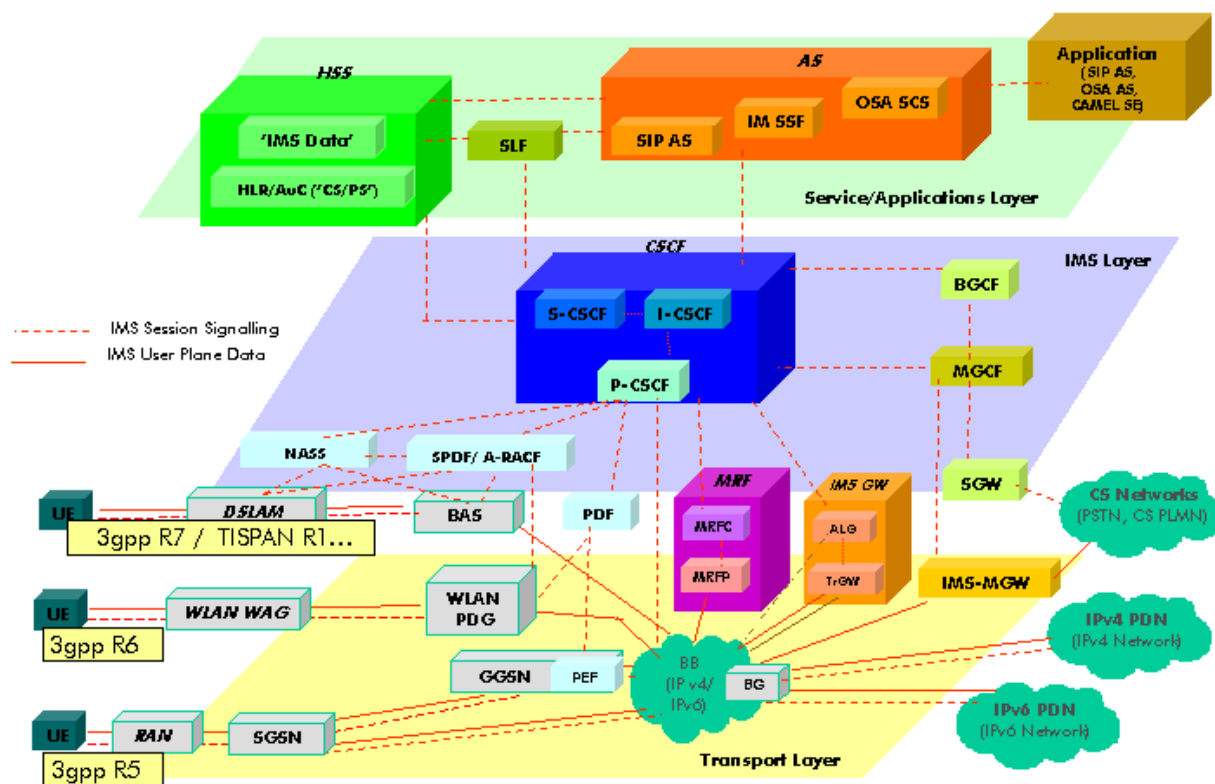 HSS
AS
Application
(SIP AS,
OSA AS,
CAMEL SE)
OSA SCS
IM SSF
'IMS Data'
SLF
SIP AS
HLR/AuC ('CS/PS')
Service/Applications Layer
CSCF
IMS Layer
BGCF
S-CSCF
I-CSCF
IMS Session Signalling
IMS User Plane Data
MGCF
P-CSCF
NASS
SPDF/ A-RACF
MRF
IMS GW
SGW
CS Networks
(PSTN, CS PLMN)
UE
DSLAM
BAS
PDF
MRFC
ALG
3gpp R7 / TISPAN R1...
MRFP
TrGW
IMS-MGW
UE
WLAN WAG
WLAN
PDG
3gpp R6
IPv4 PDN
(IPv4 Network)
GGSN
PEF
BB
(IP v4/
IPv6)
BG
IPv6 PDN
(IPv6 Network)
UE
RAN
SGSN
3gpp R5
Transport Layer